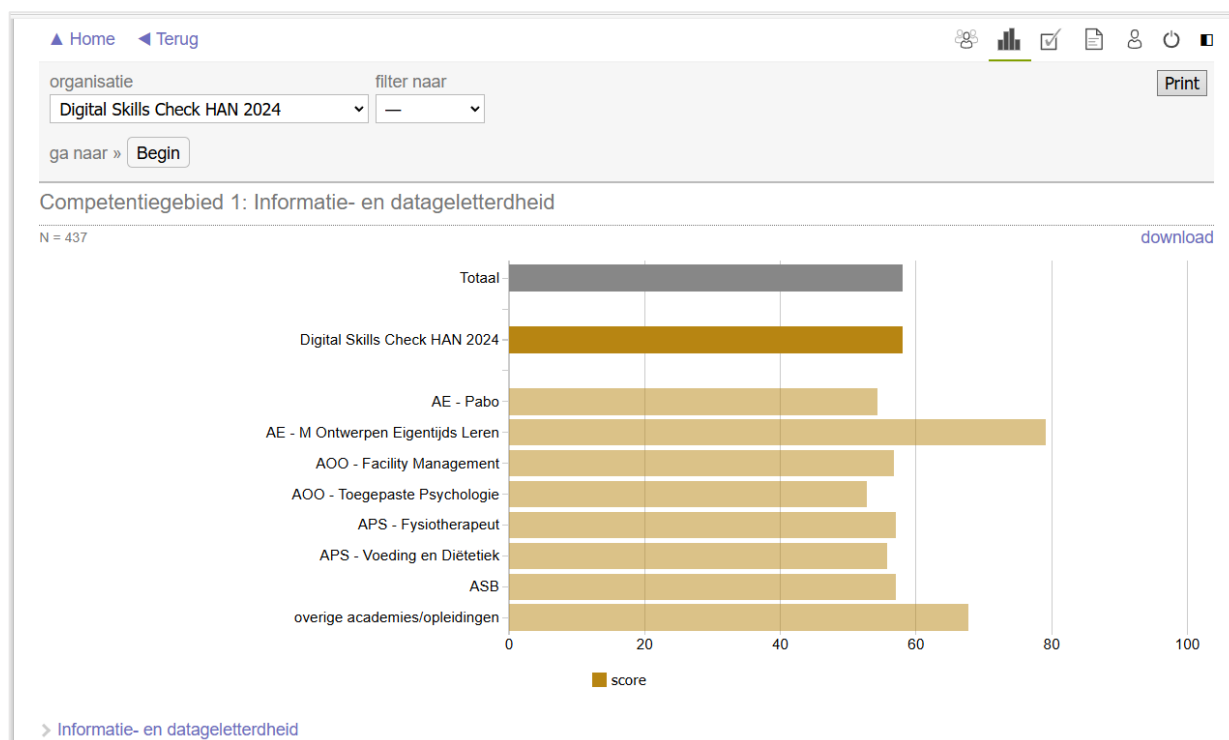 ▲ Home ◀ Terug
organisatie filter naar Print
Digital Skills Check HAN 2024 —
ga naar » Begin
Competentiegebied 1: Informatie- en datageletterdheid
N = 437 download
Totaal
Digital Skills Check HAN 2024
AE - Pabo
AE - M Ontwerpen Eigentijds Leren
AOO - Facility Management
AOO - Toegepaste Psychologie
APS - Fysiotherapeut
APS - Voeding en Diëtetiek
ASB
overige academies/opleidingen
0 20 40 60 80 100
score
Informatie- en datageletterdheid